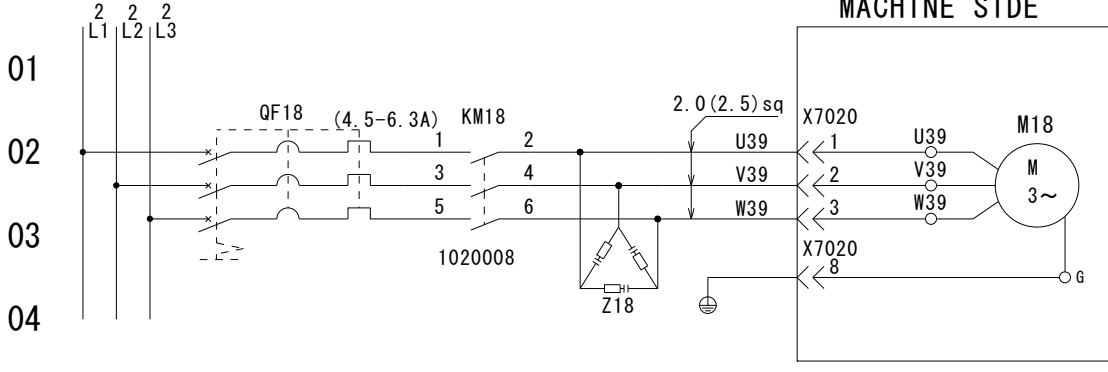 MACHINE SIDE
2 2 2
L1 L2 L3
01
QF18 (4.5-6.3A) KM18 2.0(2.5)sq X7020 M18
02 1 2 U39 1 U39
3 4 V39 2 V39 M
5 6 W39 3 W39 3~
03
1020008 X7020
8 G
Z18
04